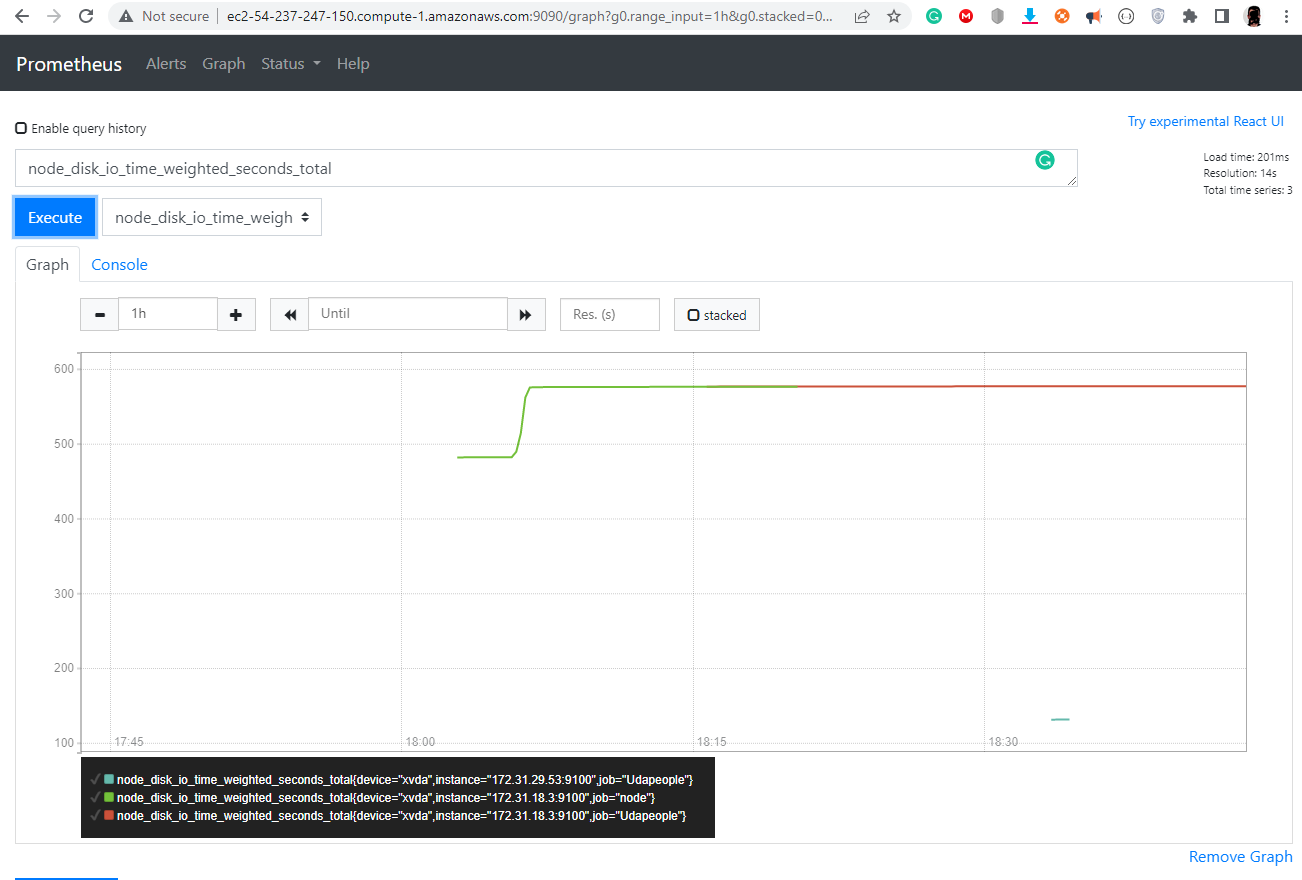 Not secure ec2-54-237-247-150.compute-1.amazonaws.com:9090/graph?g0.range_input=1h&g0.stacked=0...
Prometheus Alerts Graph Status Help
Enable query history
Try experimental React UI
node_disk_io_time_weighted_seconds_total
Load time: 201ms
Resolution: 14s
Total time series: 3
Execute node_disk_io_time_weigh
Graph Console
1h Until Res. (s) stacked
600
500
400
300
200
100
17:45 18:00 18:15 18:30
✓ node_disk_io_time_weighted_seconds_total{device="xvda",instance="172.31.29.53:9100",job="Udapeople"}
✓ node_disk_io_time_weighted_seconds_total{device="xvda",instance="172.31.18.3:9100",job="node"}
✓ node_disk_io_time_weighted_seconds_total{device="xvda",instance="172.31.18.3:9100",job="Udapeople"}
Remove Graph